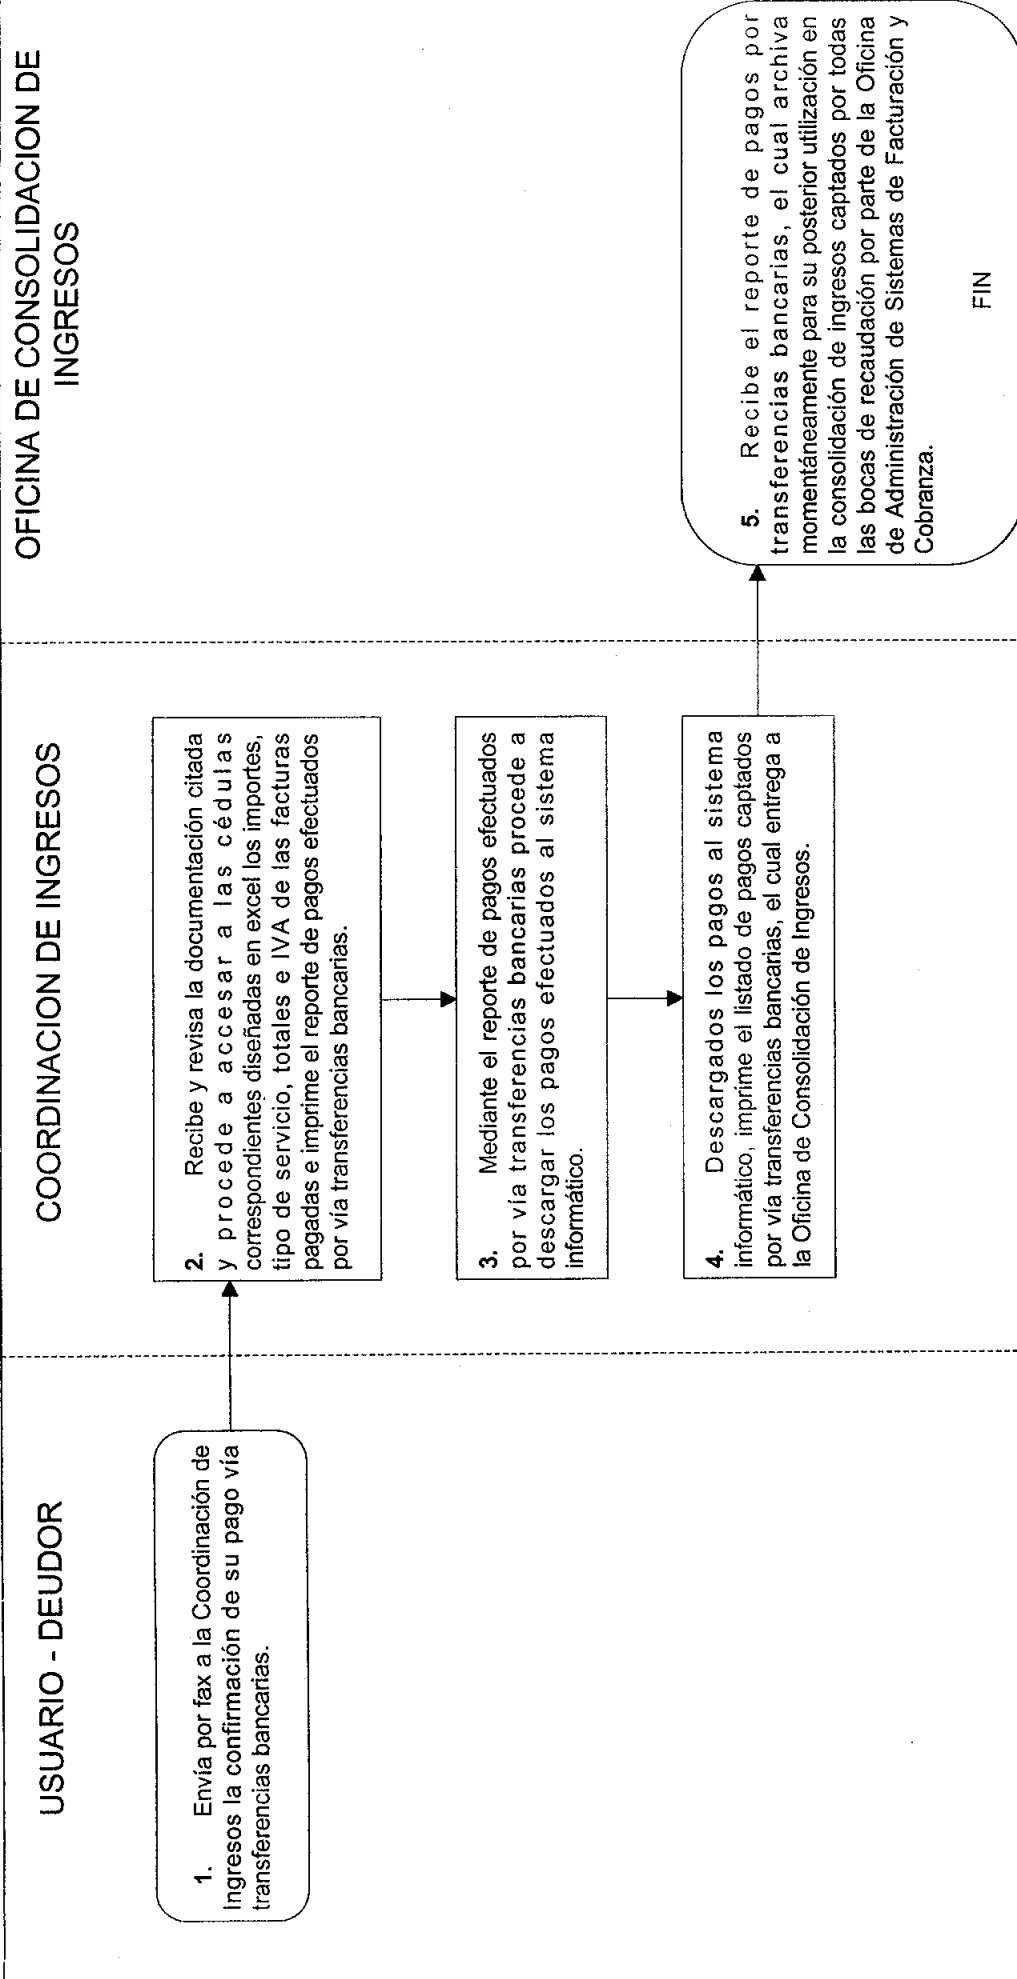 USUARIO - DEUDOR
COORDINACION DE INGRESOS
OFICINA DE CONSOLIDACION DE
INGRESOS
1. Envía por fax a la Coordinación de
Ingresos la confirmación de su pago vía
transferencias bancarias.
2. Recibe y revisa la documentación citada
y procede a accesar a las cédulas
correspondientes diseñadas en excel los importes,
tipo de servicio, totales e IVA de las facturas
pagadas e imprime el reporte de pagos efectuados
por vía transferencias bancarias.
3. Mediante el reporte de pagos efectuados
por vía transferencias bancarias procede a
descargar los pagos efectuados al sistema
informático.
4. Descargados los pagos al sistema
informático, imprime el listado de pagos captados
por vía transferencias bancarias, el cual entrega a
la Oficina de Consolidación de Ingresos.
5. Recibe el reporte de pagos por
transferencias bancarias, el cual archiva
momentáneamente para su posterior utilización en
la consolidación de ingresos captados por todas
las bocas de recaudación por parte de la Oficina
de Administración de Sistemas de Facturación y
Cobranza.
FIN